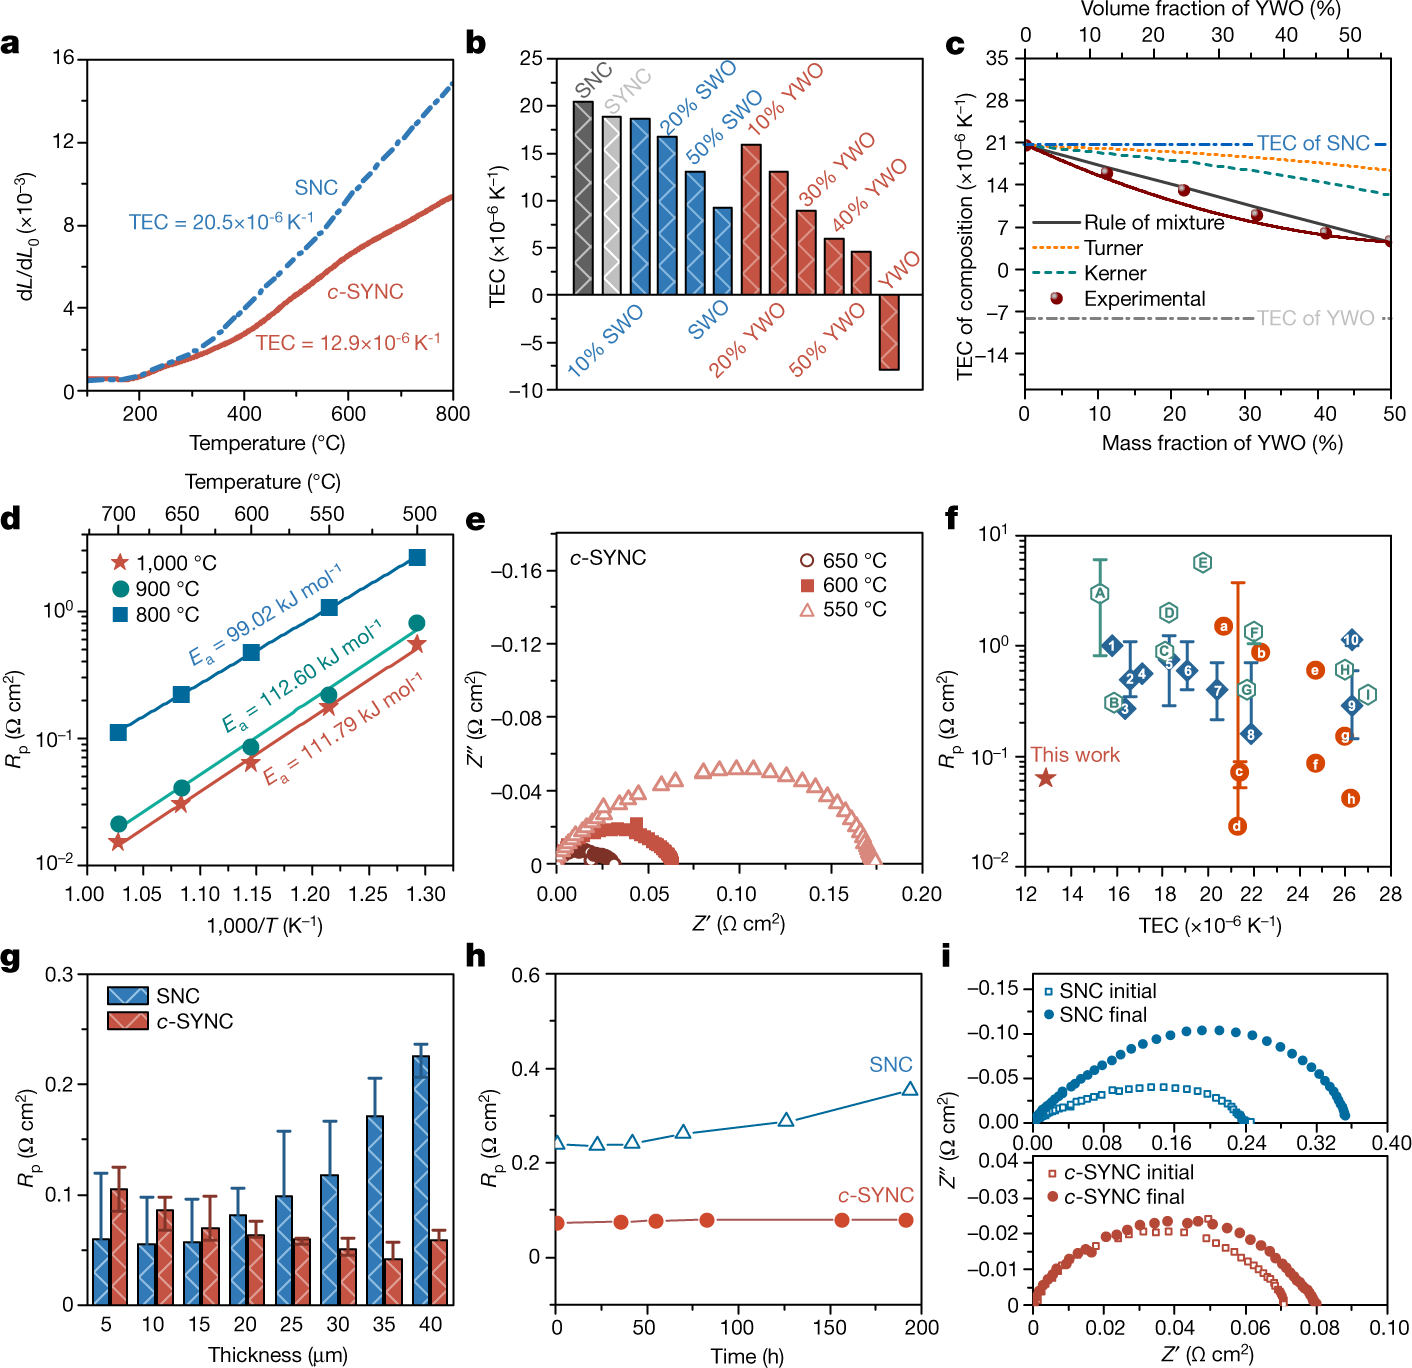 a
16
12
8
4
0
dL/dL0 (×10−3)
SNC
TEC = 20.5×10−6 K−1
c-SYNC
TEC = 12.9×10−6 K−1
200
400
600
800
Temperature (°C)
b
25
20
15
10
5
0
−5
−10
TEC (×10−6 K−1)
SNC
SYNC
10% SWO
20% SWO
50% SWO
SWO
10% YWO
20% YWO
30% YWO
40% YWO
50% YWO
YWO
c
Volume fraction of YWO (%)
0
10
20
30
40
50
35
28
21
14
7
0
−7
−14
TEC of composition (×10−6 K−1)
TEC of SNC
Rule of mixture
Turner
Kerner
Experimental
TEC of YWO
0
10
20
30
40
50
Mass fraction of YWO (%)
d
Temperature (°C)
700
650
600
550
500
1,000 °C
900 °C
800 °C
Ea = 99.02 kJ mol−1
Ea = 112.60 kJ mol−1
Ea = 111.79 kJ mol−1
100
10−1
10−2
Rp (Ω cm2)
1.00
1.05
1.10
1.15
1.20
1.25
1.30
1,000/T (K−1)
e
c-SYNC
650 °C
600 °C
550 °C
−0.16
−0.12
−0.08
−0.04
0
Z″ (Ω cm2)
0.00
0.05
0.10
0.15
0.20
Z′ (Ω cm2)
f
101
100
10−1
10−2
Rp (Ω cm2)
This work
A
B
C
D
E
F
G
H
I
1
2
3
4
5
6
7
8
9
10
a
b
c
d
e
f
g
h
12
14
16
18
20
22
24
26
28
TEC (×10−6 K−1)
g
0.3
0.2
0.1
0
Rp (Ω cm2)
SNC
c-SYNC
5
10
15
20
25
30
35
40
Thickness (μm)
h
0.6
0.4
0.2
0
Rp (Ω cm2)
SNC
c-SYNC
0
50
100
150
200
Time (h)
i
−0.15
−0.10
−0.05
0.00
SNC initial
SNC final
0.00
0.08
0.16
0.24
0.32
0.40
Z″ (Ω cm2)
0.04
−0.03
−0.02
−0.01
0
c-SYNC initial
c-SYNC final
0
0.02
0.04
0.06
0.08
0.10
Z′ (Ω cm2)